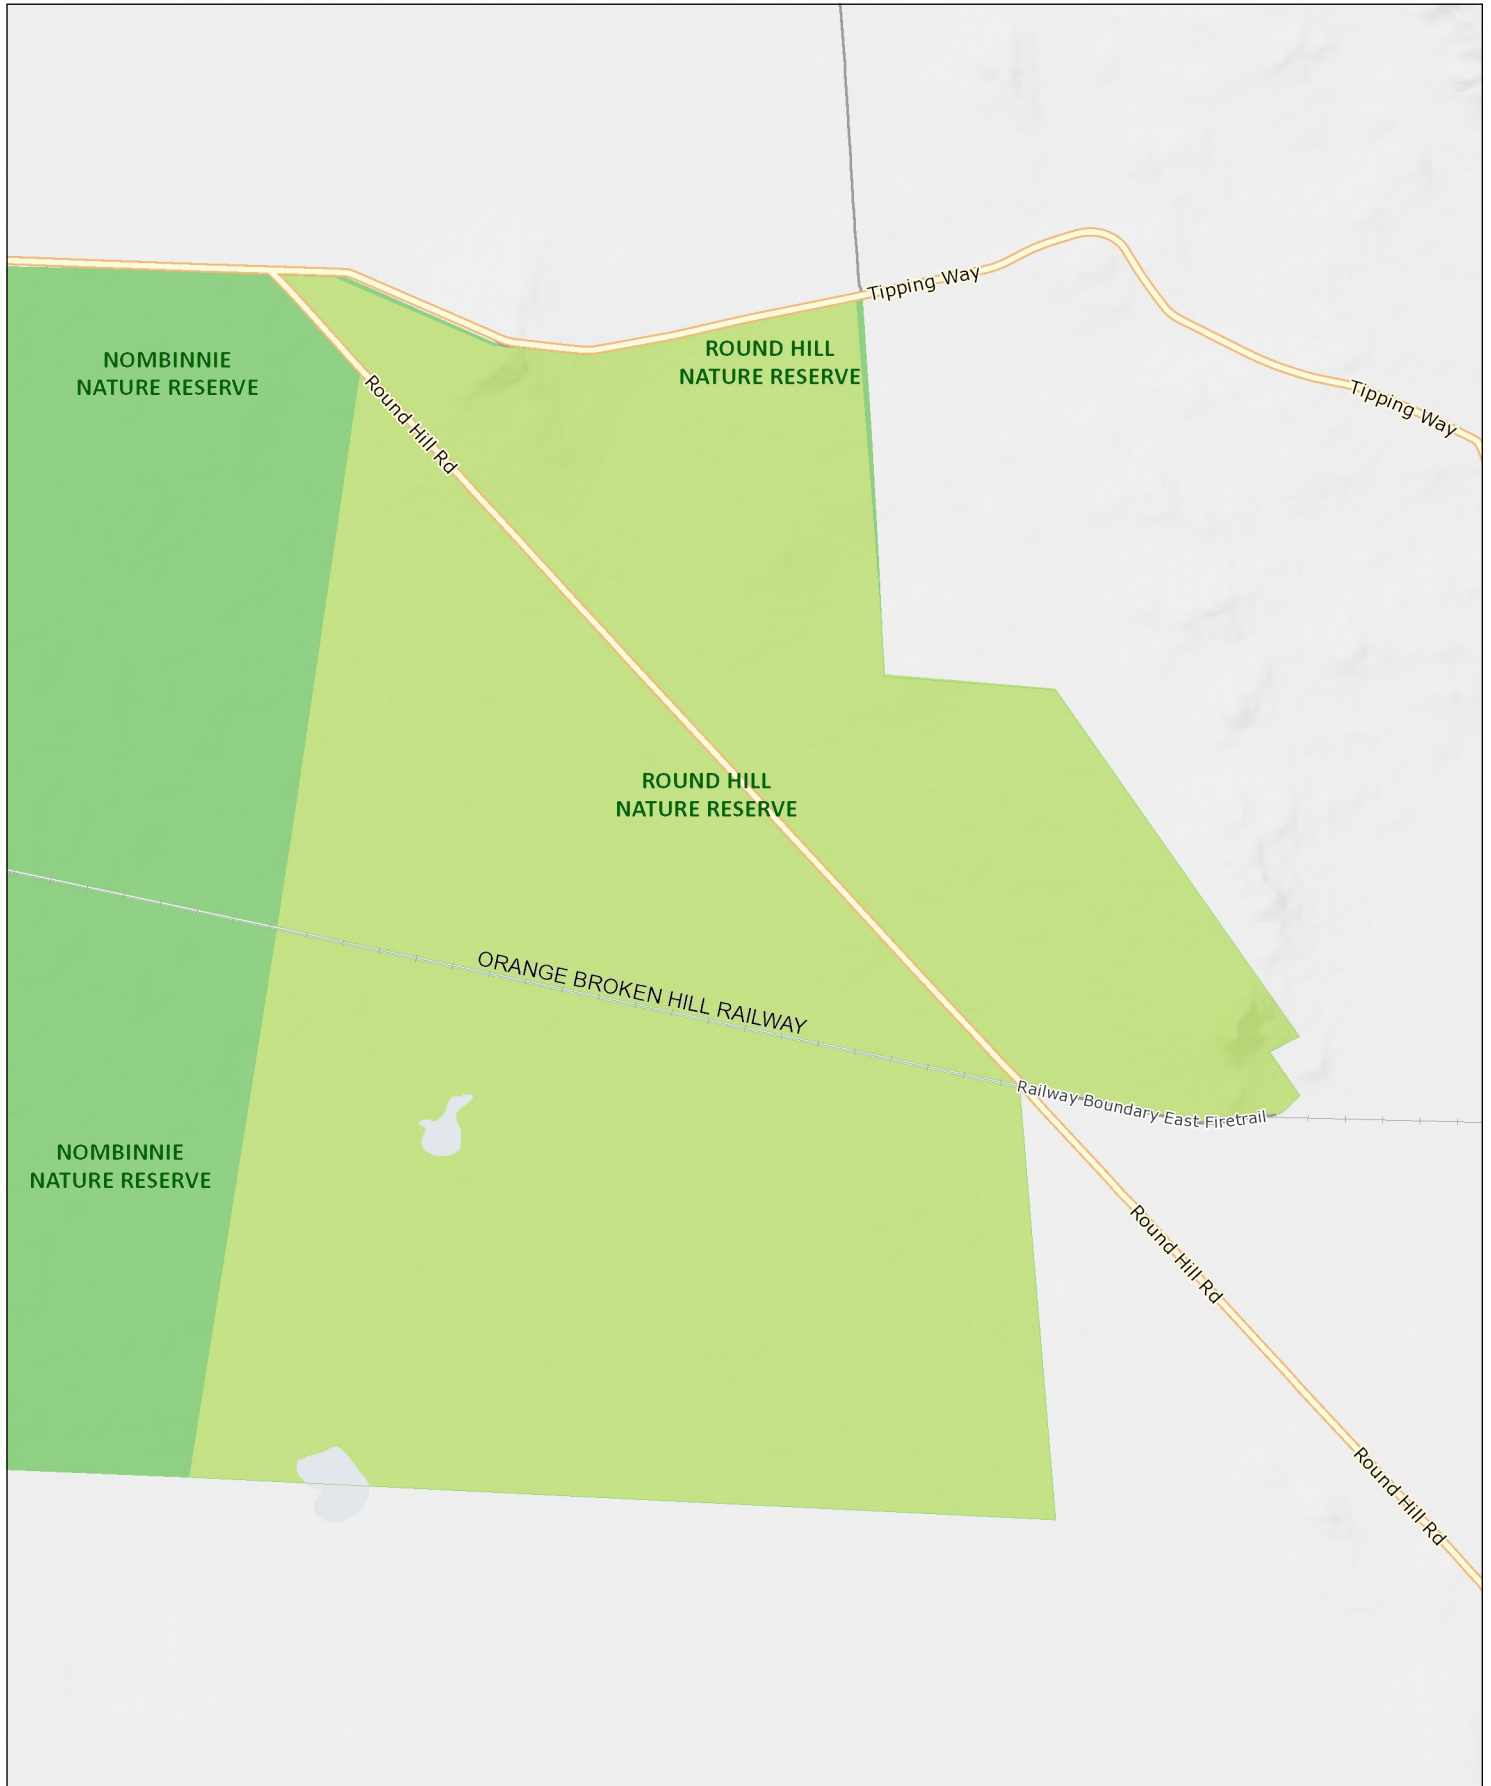 Tipping Way
Tipping Way
NOMBINNIE
NATURE RESERVE
ROUND HILL
NATURE RESERVE
Round Hill Rd
ROUND HILL
NATURE RESERVE
ORANGE BROKEN HILL RAILWAY
Railway Boundary East Firetrail
NOMBINNIE
NATURE RESERVE
Round Hill Rd
Round Hill Rd